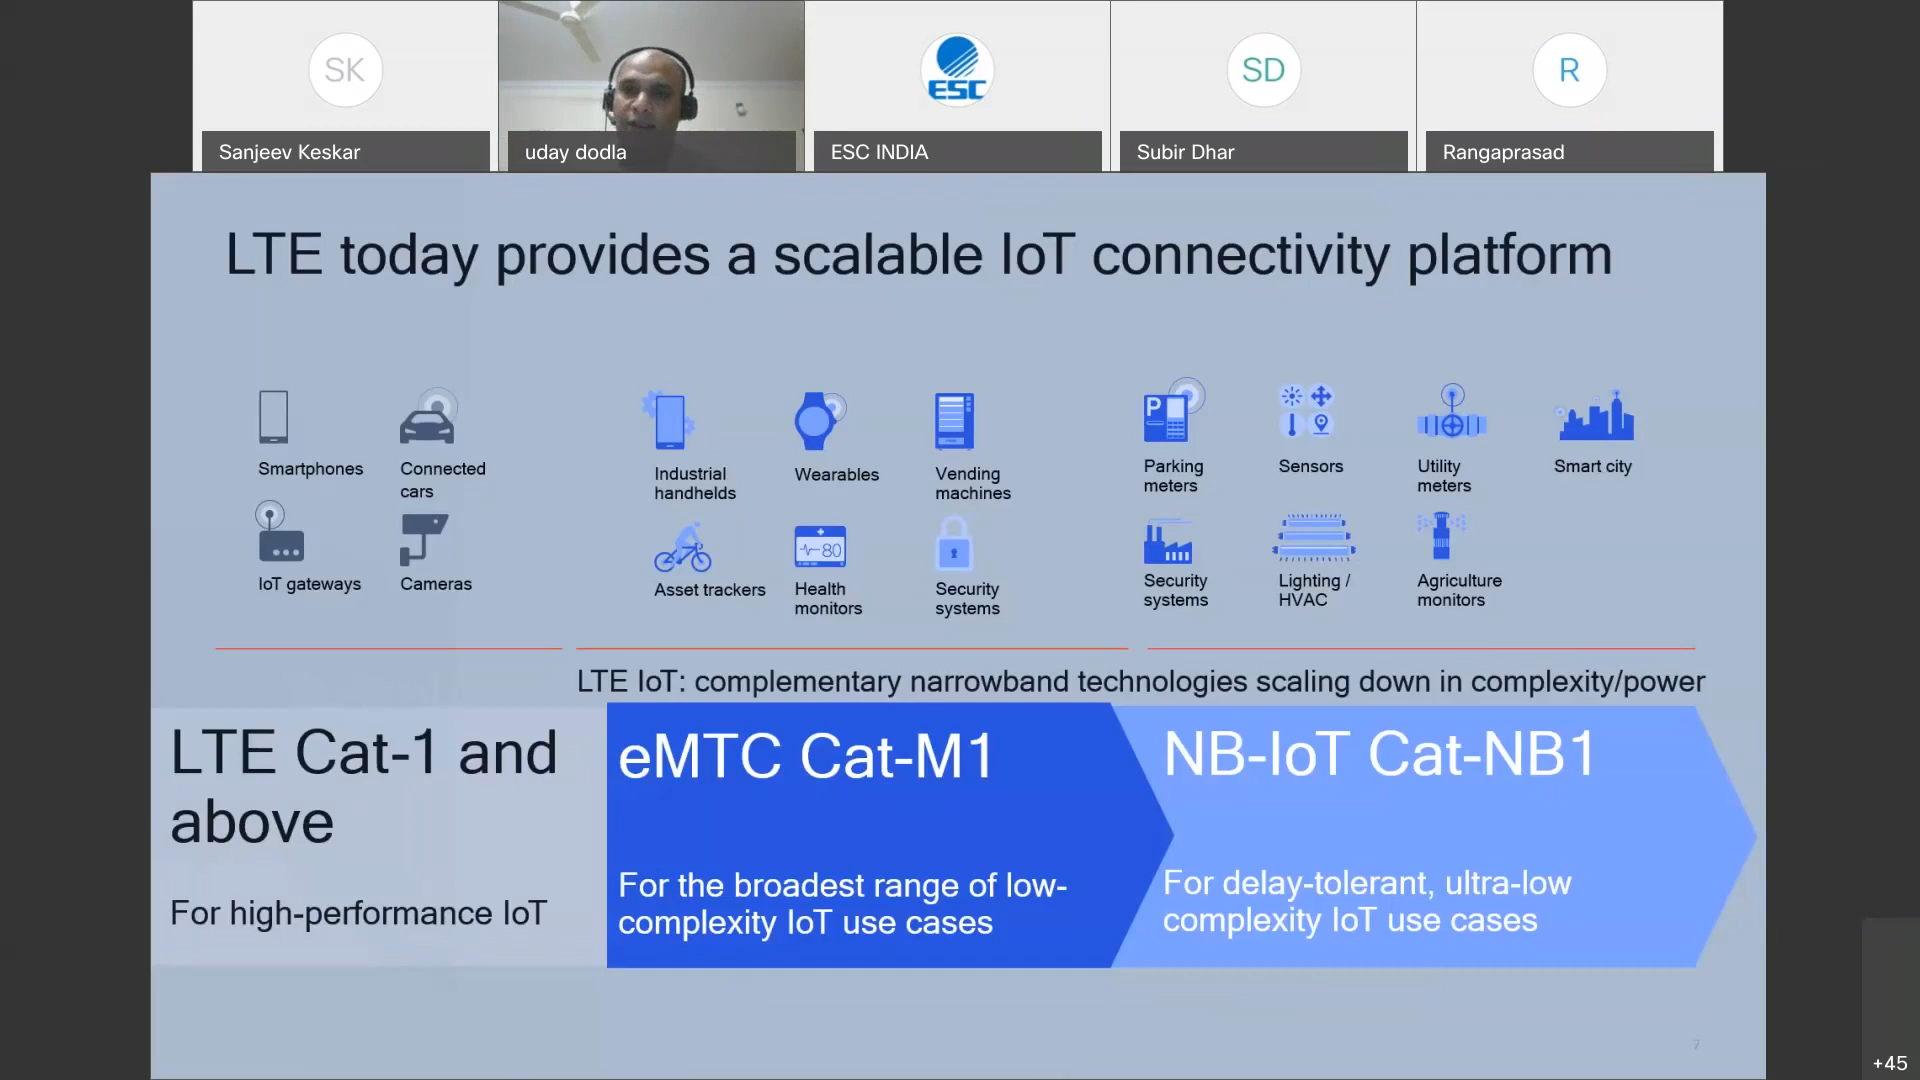 SK
ESC
SD
R
Sanjeev Keskar
uday dodla
ESC INDIA
Subir Dhar
Rangaprasad
LTE today provides a scalable IoT connectivity platform
Smartphones
Connected
cars
IoT gateways
Cameras
Industrial
handhelds
Wearables
Vending
machines
Asset trackers
80
Health
monitors
Security
systems
P
Parking
meters
Sensors
Utility
meters
Smart city
Security
systems
Lighting /
HVAC
Agriculture
monitors
LTE IoT: complementary narrowband technologies scaling down in complexity/power
LTE Cat-1 and
above
For high-performance IoT
eMTC Cat-M1
For the broadest range of low-
complexity IoT use cases
NB-IoT Cat-NB1
For delay-tolerant, ultra-low
complexity IoT use cases
7
+45